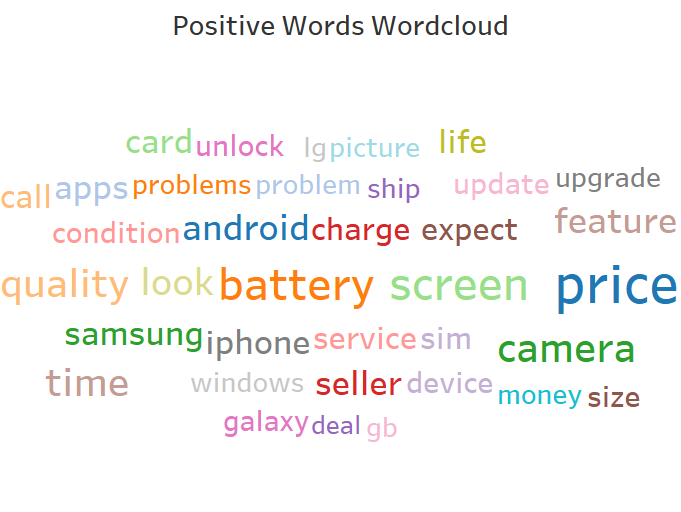 Positive Words Wordcloud
card unlock lg picture life
call apps problems problem ship update upgrade
condition android charge expect feature
quality look battery screen price
samsung iphone service sim camera
time windows seller device money size
galaxy deal gb